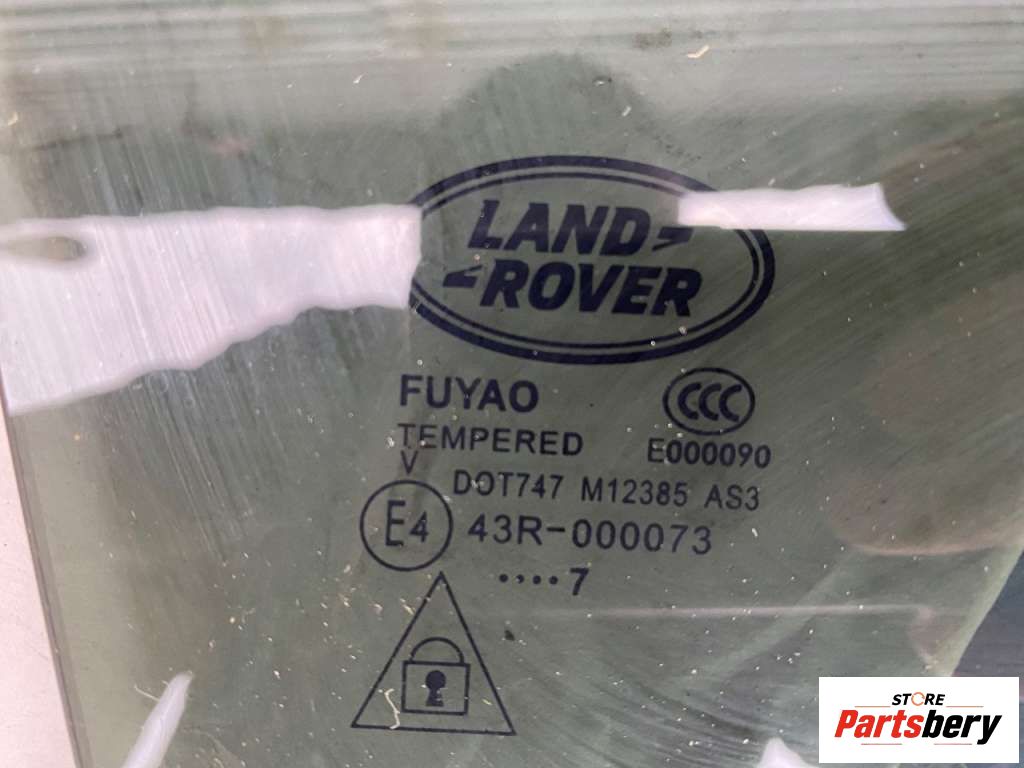 LAND
ROVER
FUYAO
CCC
TEMPERED
E000090
V
DOT747 M12385 AS3
E4 43R-000073
.,...7
STORE
Partsbery